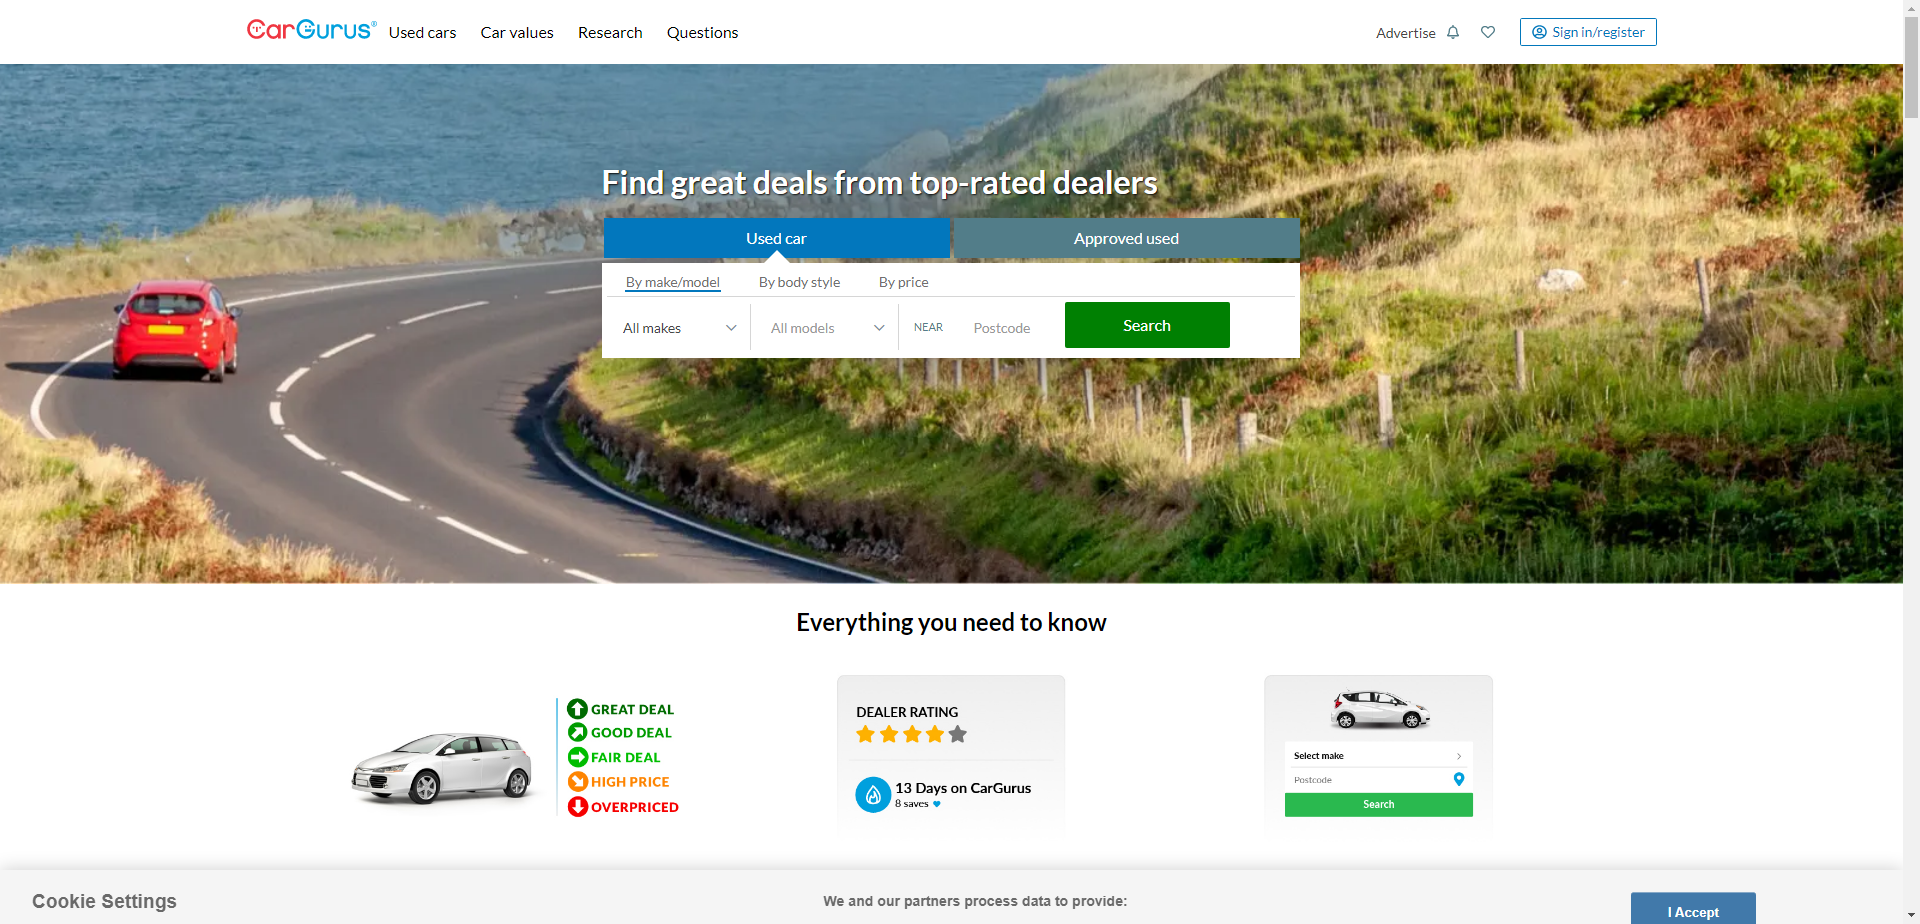 CarGurus®
Used cars
Car values
Research
Questions
Advertise
Sign in/register
Find great deals from top-rated dealers
Used car
Approved used
By make/model
By body style
By price
All makes
All models
NEAR
Postcode
Search
Everything you need to know
GREAT DEAL
GOOD DEAL
FAIR DEAL
HIGH PRICE
OVERPRICED
DEALER RATING
13 Days on CarGurus
8 saves
Select make
Postcode
Search
Cookie Settings
We and our partners process data to provide:
I Accept